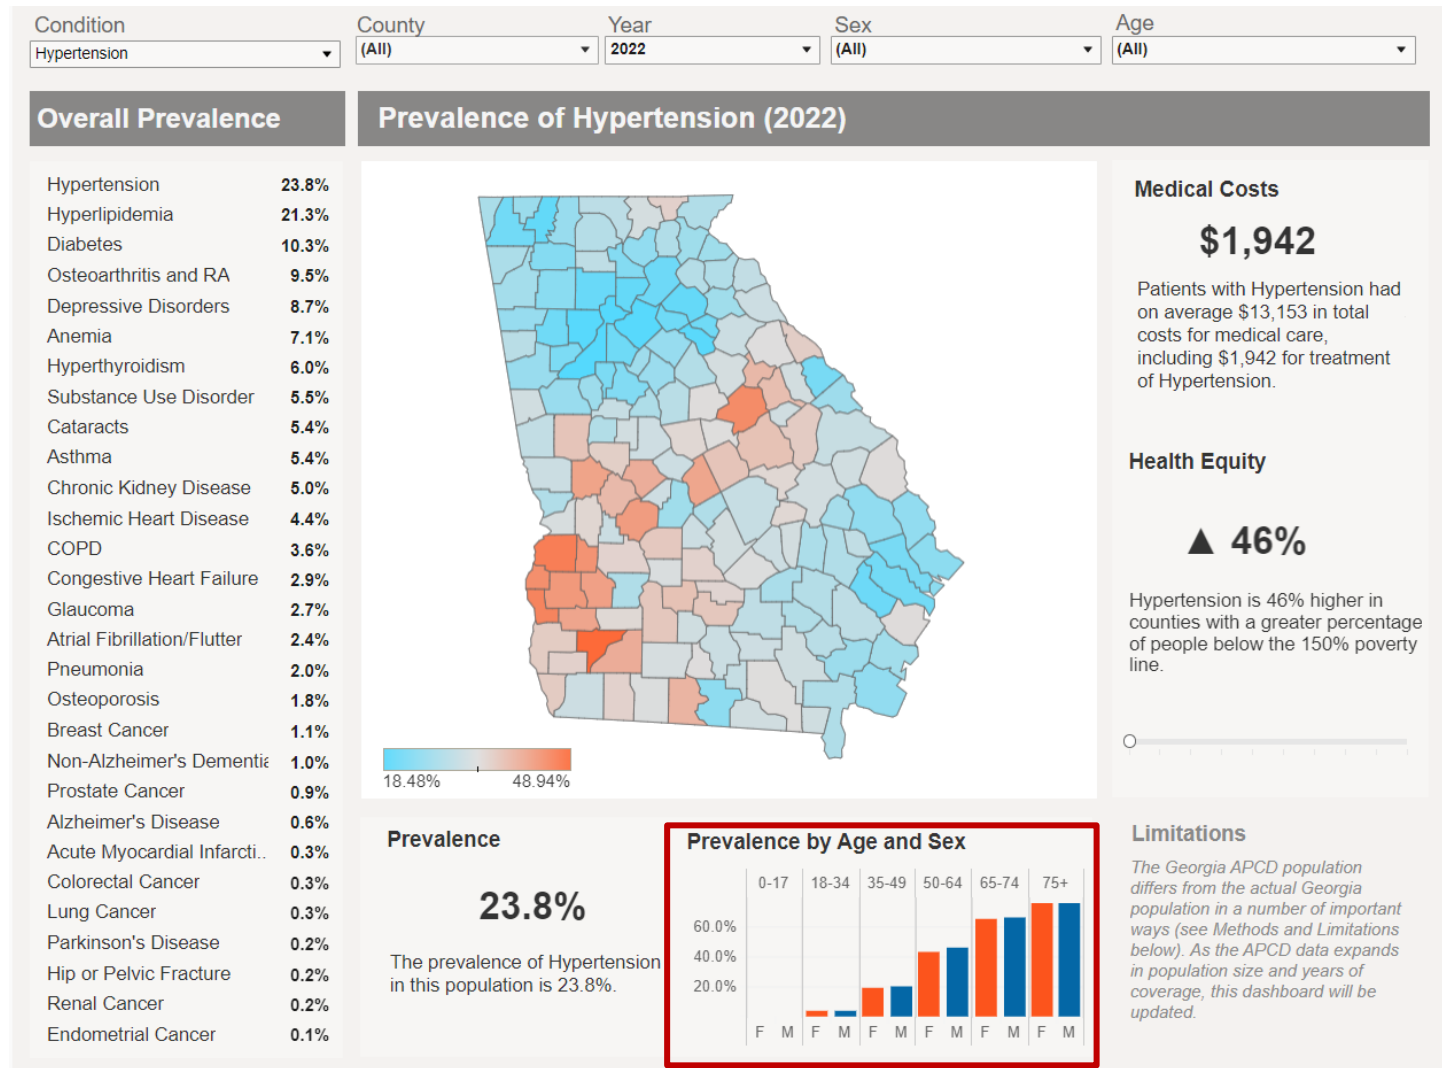 Condition
Hypertension
County
(All)
Year
2022
Sex
(All)
Age
(All)
Overall Prevalence
Hypertension 23.8%
Hyperlipidemia 21.3%
Diabetes 10.3%
Osteoarthritis and RA 9.5%
Depressive Disorders 8.7%
Anemia 7.1%
Hyperthyroidism 6.0%
Substance Use Disorder 5.5%
Cataracts 5.4%
Asthma 5.4%
Chronic Kidney Disease 5.0%
Ischemic Heart Disease 4.4%
COPD 3.6%
Congestive Heart Failure 2.9%
Glaucoma 2.7%
Atrial Fibrillation/Flutter 2.4%
Pneumonia 2.0%
Osteoporosis 1.8%
Breast Cancer 1.1%
Non-Alzheimer's Dementia 1.0%
Prostate Cancer 0.9%
Alzheimer's Disease 0.6%
Acute Myocardial Infarcti.. 0.3%
Colorectal Cancer 0.3%
Lung Cancer 0.3%
Parkinson's Disease 0.2%
Hip or Pelvic Fracture 0.2%
Renal Cancer 0.2%
Endometrial Cancer 0.1%
Prevalence of Hypertension (2022)
18.48% 48.94%
Medical Costs
$1,942
Patients with Hypertension had
on average $13,153 in total
costs for medical care,
including $1,942 for treatment
of Hypertension.
Health Equity
▲ 46%
Hypertension is 46% higher in
counties with a greater percentage
of people below the 150% poverty
line.
Prevalence
23.8%
The prevalence of Hypertension
in this population is 23.8%.
Prevalence by Age and Sex
0-17 18-34 35-49 50-64 65-74 75+
60.0%
40.0%
20.0%
F M F M F M F M F M F M
Limitations
The Georgia APCD population
differs from the actual Georgia
population in a number of important
ways (see Methods and Limitations
below). As the APCD data expands
in population size and years of
coverage, this dashboard will be
updated.